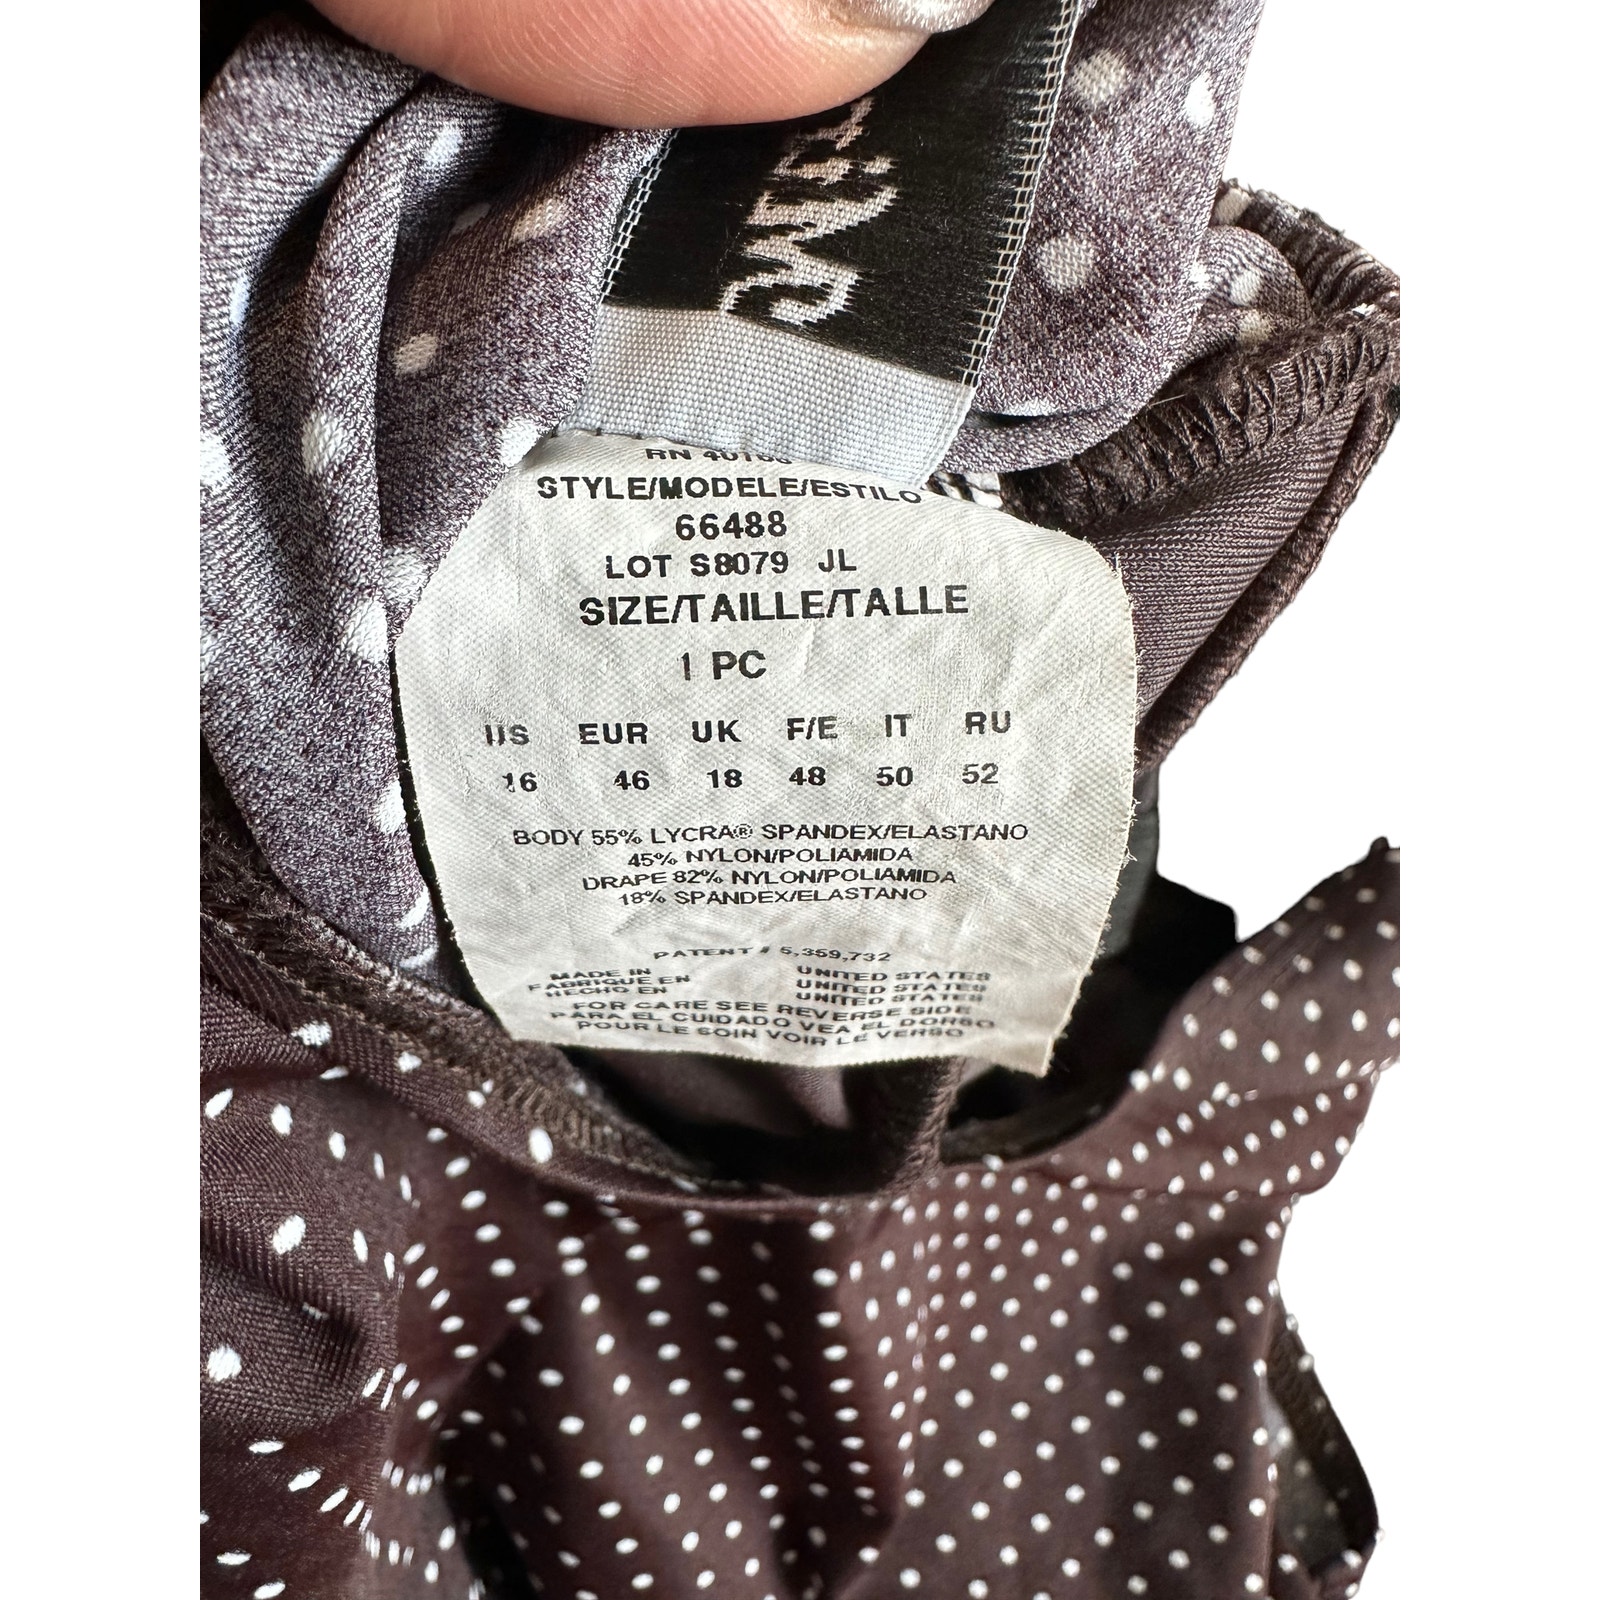 STYLE/MODELE/ESTILO
66488
LOT S8079 JL
SIZE/TAILLE/TALLE
1 PC
US EUR UK F/E IT RU
16 46 18 48 50 52
BODY 55% LYCRA® SPANDEX/ELASTANO
45% NYLON/POLIAMIDA
DRAPE 82% NYLON/POLIAMIDA
18% SPANDEX/ELASTANO
PATENT # 5,359,732
MADE IN UNITED STATES
FABRIQUE EN UNITED STATES
HECHO EN UNITED STATES
FOR CARE SEE REVERSE SIDE
PARA EL CUIDADO VEA EL DORSO
POUR LE SOIN VOIR LE VERSO